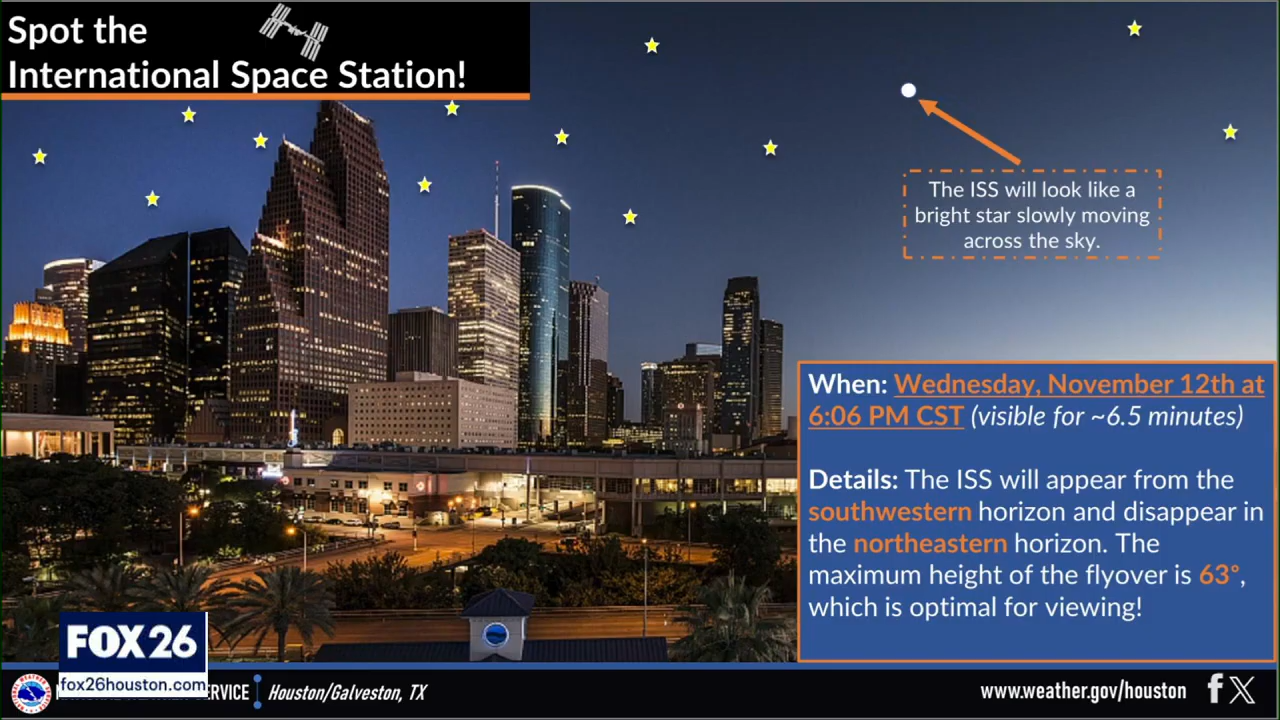 Spot the
International Space Station!
The ISS will look like a
bright star slowly moving
across the sky.
When: Wednesday, November 12th at
6:06 PM CST (visible for ~6.5 minutes)
Details: The ISS will appear from the
southwestern horizon and disappear in
the northeastern horizon. The
maximum height of the flyover is 63°,
which is optimal for viewing!
FOX 26
fox26houston.com
SERVICE
Houston/Galveston, TX
www.weather.gov/houston